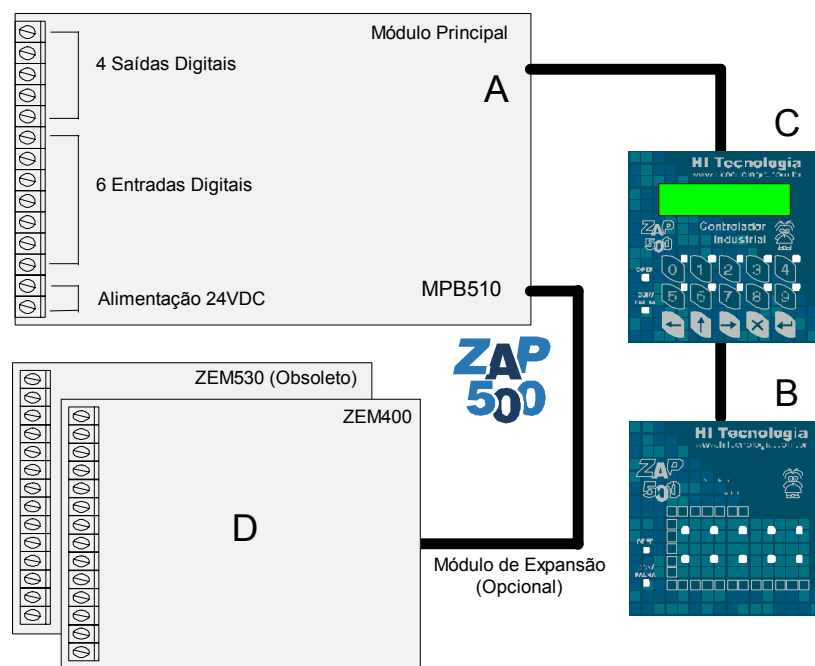 Módulo Principal
4 Saídas Digitais
A
C
HI Tecnologia
ZAP
500
Controlador
Industrial
0 1 2 3 4
5 6 7 8 9
6 Entradas Digitais
Alimentação 24VDC
MPB510
ZAP
500
B
HI Tecnologia
ZAP
500
ZEM530 (Obsoleto)
ZEM400
D
Módulo de Expansão
(Opcional)